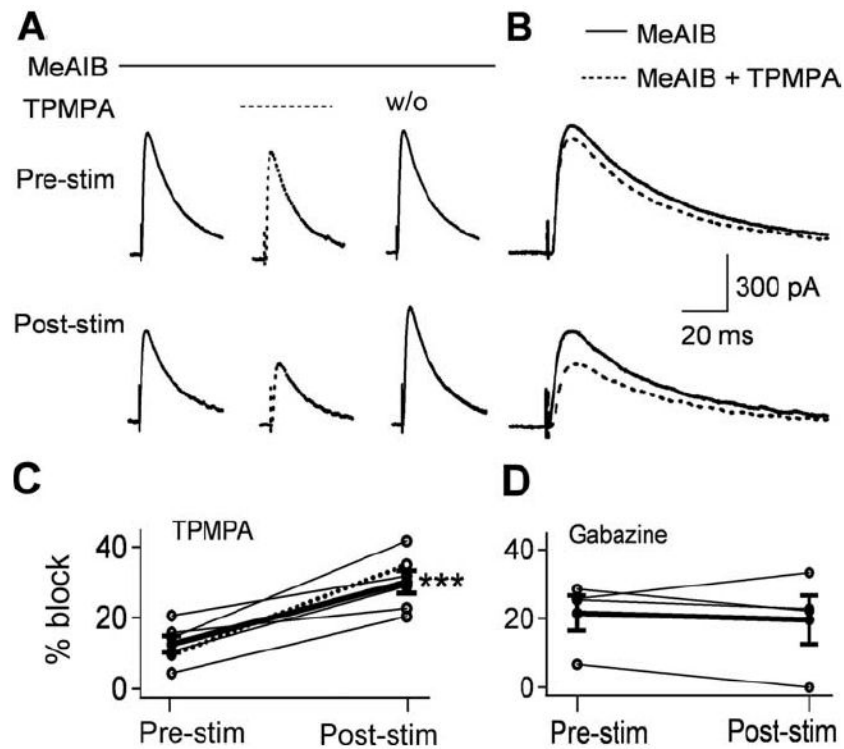 A
B
MeAIB
MeAIB
MeAIB + TPMPA
TPMPA
w/o
Pre-stim
Post-stim
300 pA
20 ms
C
D
TPMPA
Gabazine
% block
40
20
0
***
Pre-stim
Post-stim
40
20
0
Pre-stim
Post-stim